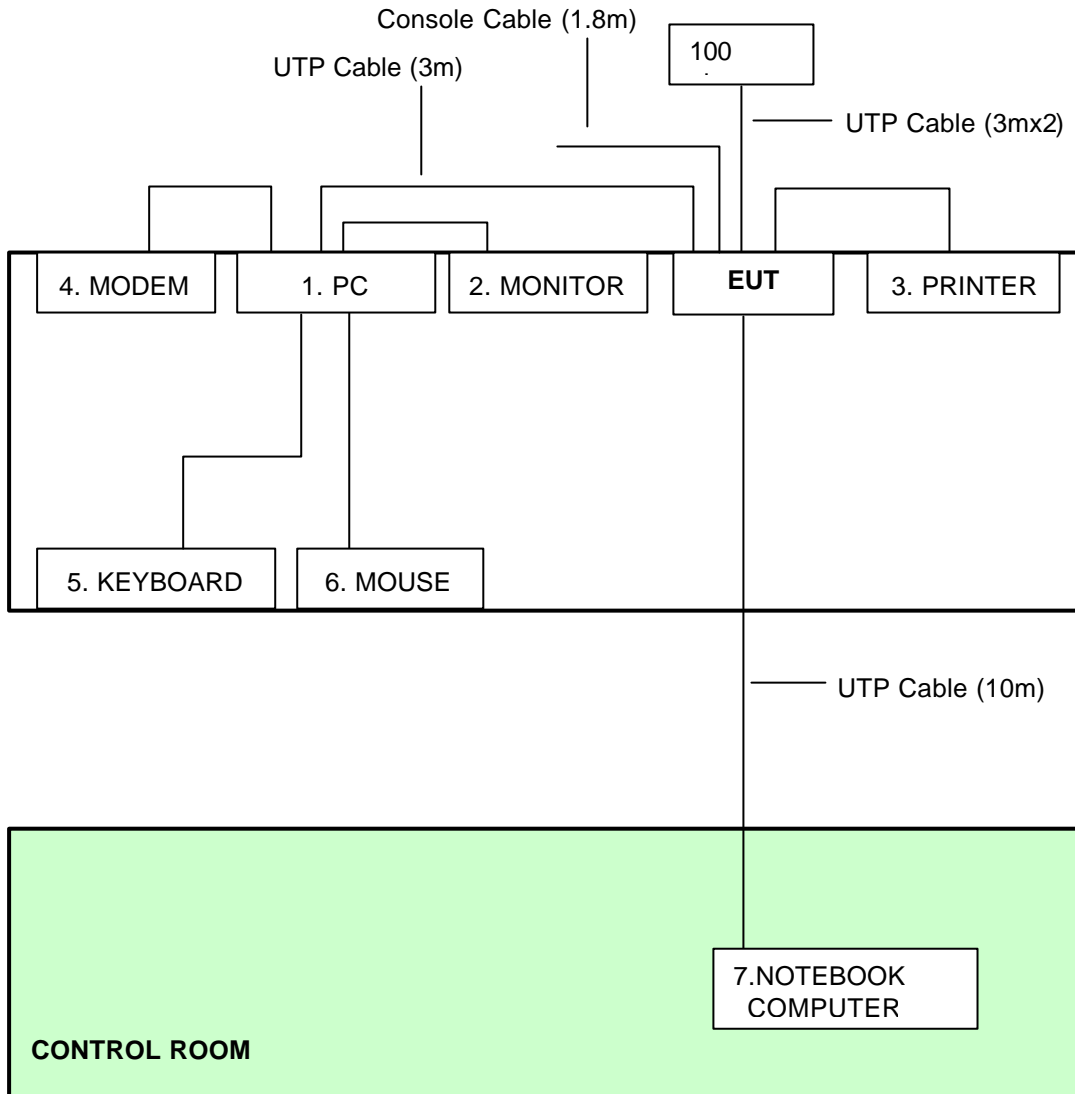 Console Cable (1.8m)
100
UTP Cable (3m)
UTP Cable (3mx2)
4. MODEM
1. PC
2. MONITOR
EUT
3. PRINTER
5. KEYBOARD
6. MOUSE
UTP Cable (10m)
7.NOTEBOOK
COMPUTER
CONTROL ROOM